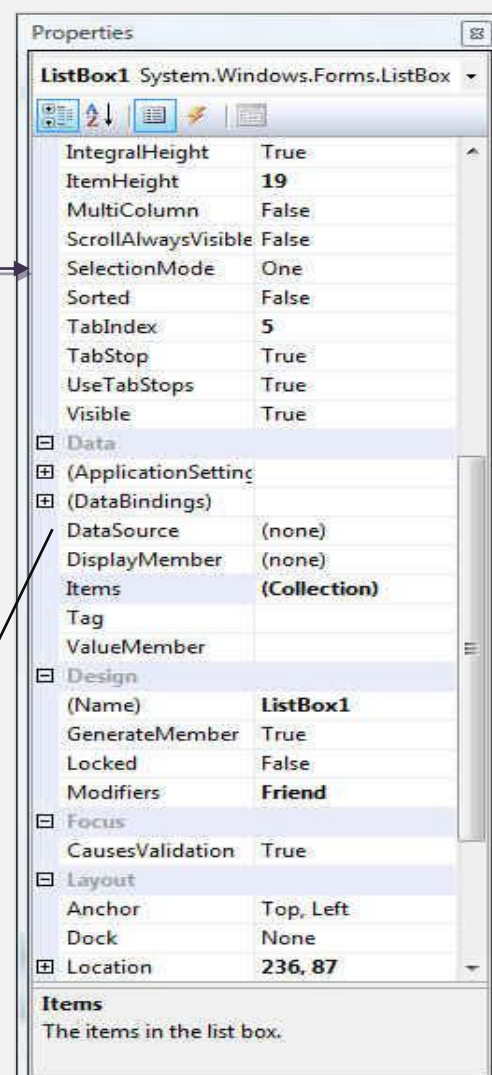 Properties
ListBox1 System.Windows.Forms.ListBox
IntegralHeight True
ItemHeight 19
MultiColumn False
ScrollAlwaysVisible False
SelectionMode One
Sorted False
TabIndex 5
TabStop True
UseTabStops True
Visible True
Data
(ApplicationSetting
(DataBindings)
DataSource (none)
DisplayMember (none)
Items (Collection)
Tag
ValueMember
Design
(Name) ListBox1
GenerateMember True
Locked False
Modifiers Friend
Focus
CausesValidation True
Layout
Anchor Top, Left
Dock None
Location 236, 87
Items
The items in the list box.